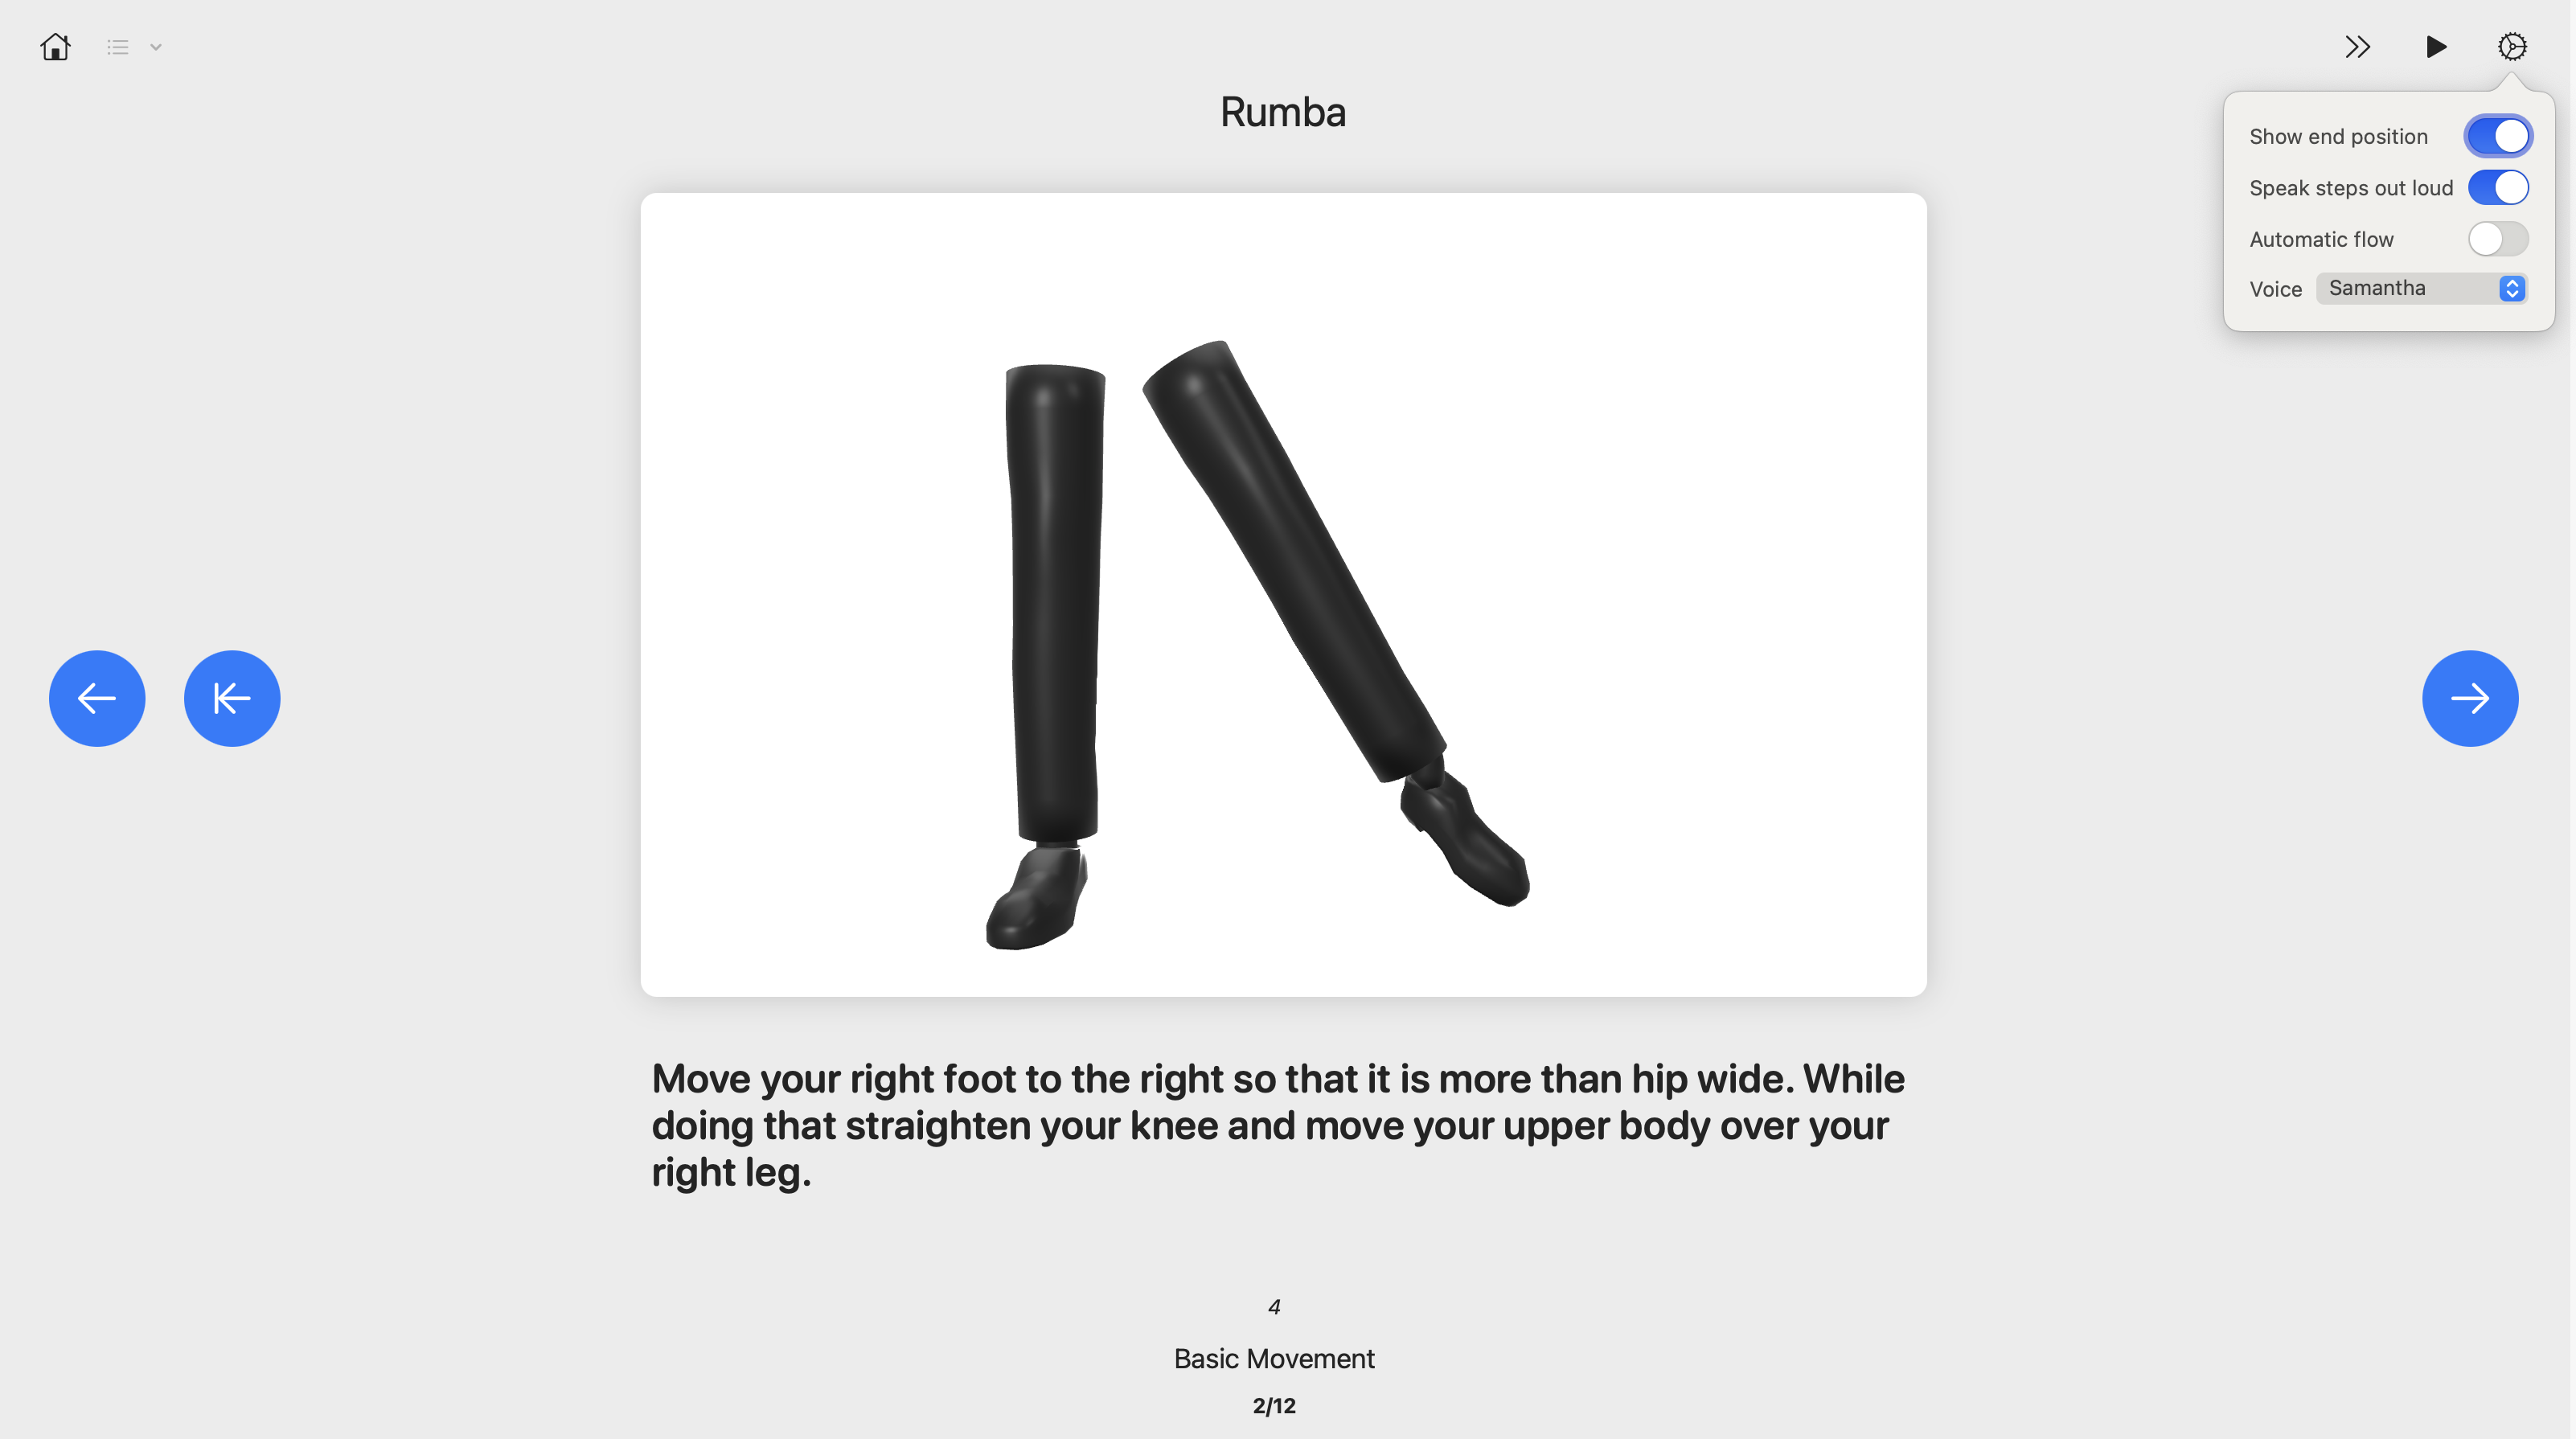 Rumba
Show end position
Speak steps out loud
Automatic flow
Voice Samantha
Move your right foot to the right so that it is more than hip wide. While
doing that straighten your knee and move your upper body over your
right leg.
4
Basic Movement
2/12